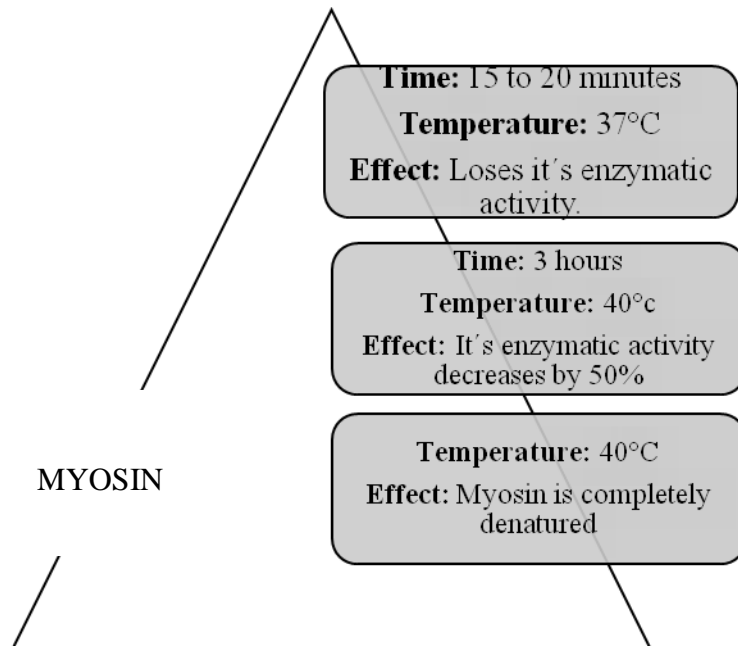 Time: 15 to 20 minutes
Temperature: 37°C
Effect: Loses it´s enzymatic
activity.
Time: 3 hours
Temperature: 40°c
Effect: It´s enzymatic activity
decreases by 50%
Temperature: 40°C
Effect: Myosin is completely
denatured
MYOSIN